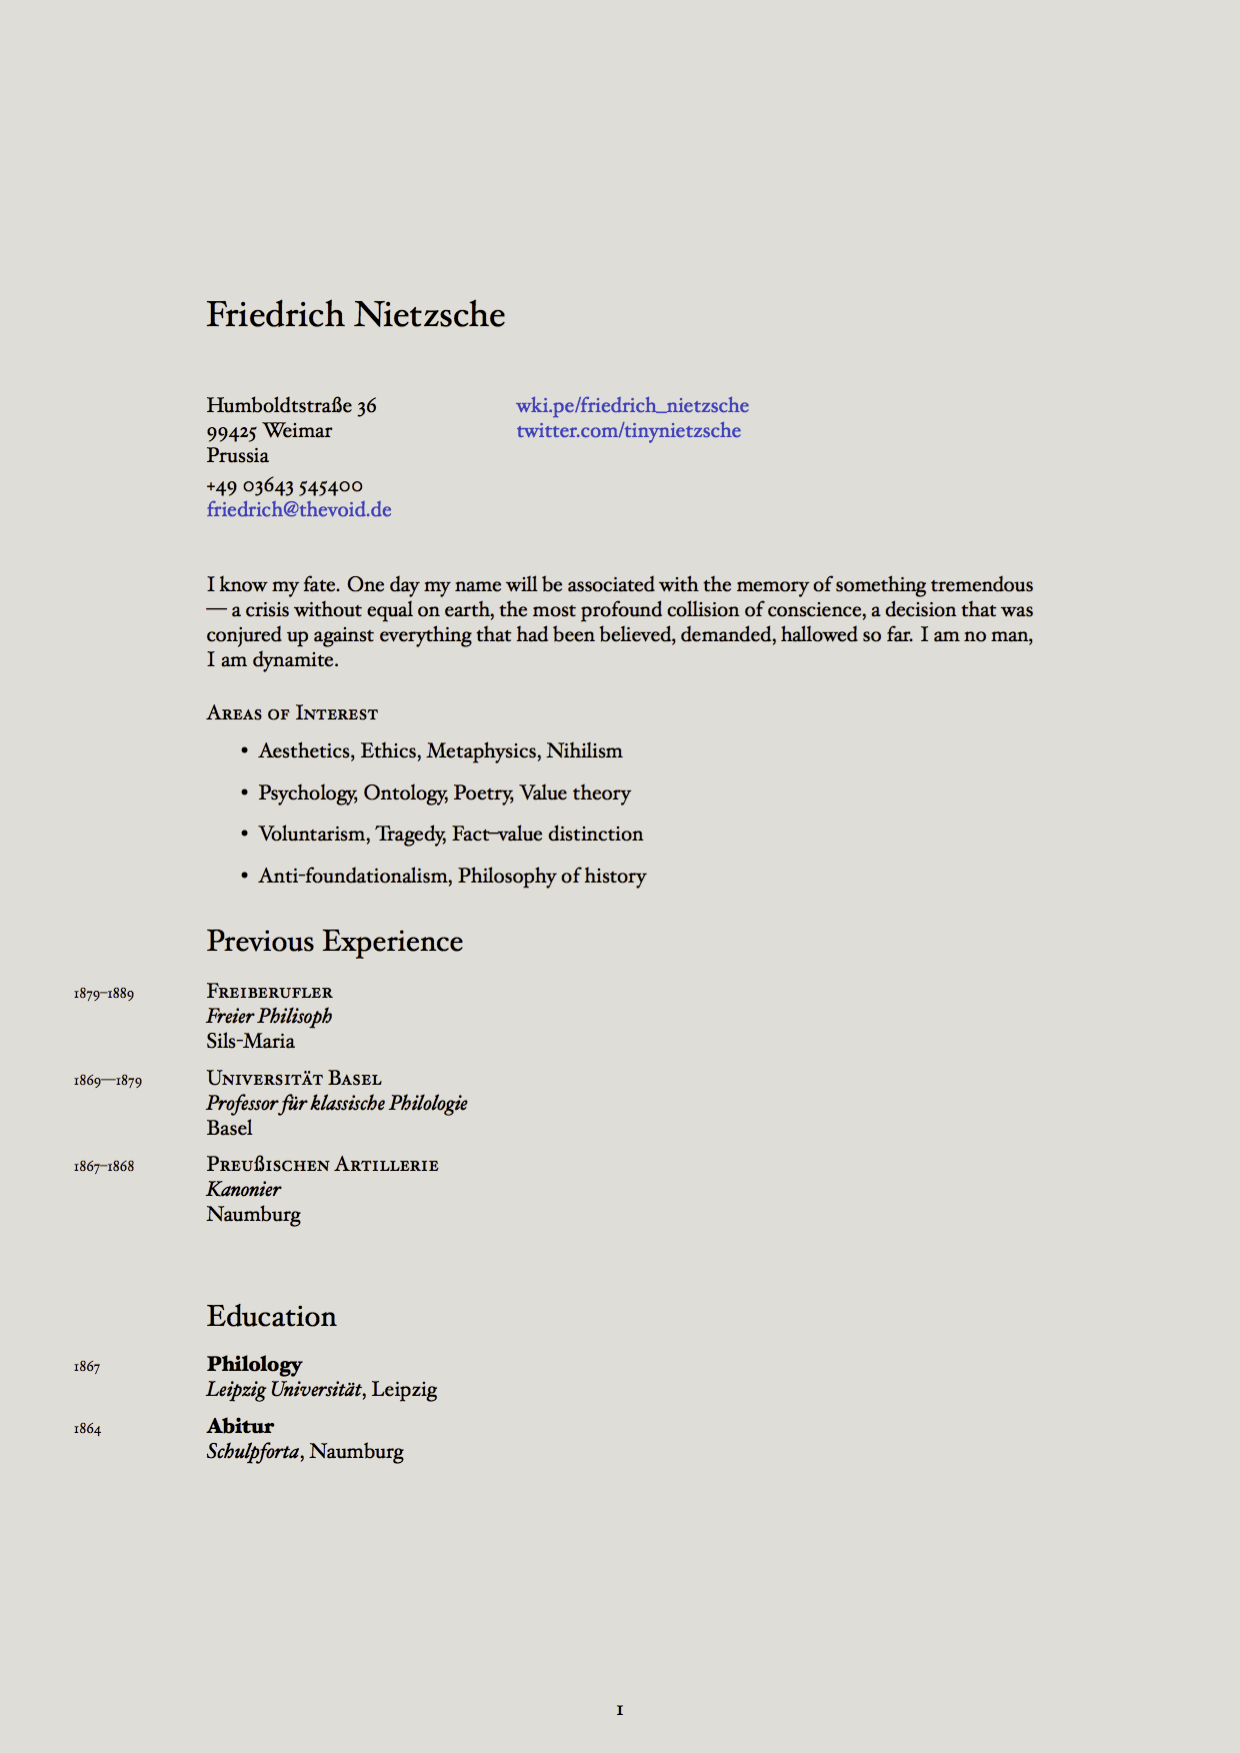 Friedrich Nietzsche
Humboldtstraße 36
99425 Weimar
Prussia
+49 03643 545400
friedrich@thevoid.de
wki.pe/friedrich_nietzsche
twitter.com/tinynietzsche
I know my fate. One day my name will be associated with the memory of something tremendous
— a crisis without equal on earth, the most profound collision of conscience, a decision that was
conjured up against everything that had been believed, demanded, hallowed so far. I am no man,
I am dynamite.
Areas of Interest
• Aesthetics, Ethics, Metaphysics, Nihilism
• Psychology, Ontology, Poetry, Value theory
• Voluntarism, Tragedy, Fact–value distinction
• Anti-foundationalism, Philosophy of history
Previous Experience
1879–1889 Freiberufler
Freier Philisoph
Sils-Maria
1869—1879 Universität Basel
Professor für klassische Philologie
Basel
1867–1868 Preußischen Artillerie
Kanonier
Naumburg
Education
1867 Philology
Leipzig Universität, Leipzig
1864 Abitur
Schulpforta, Naumburg
1